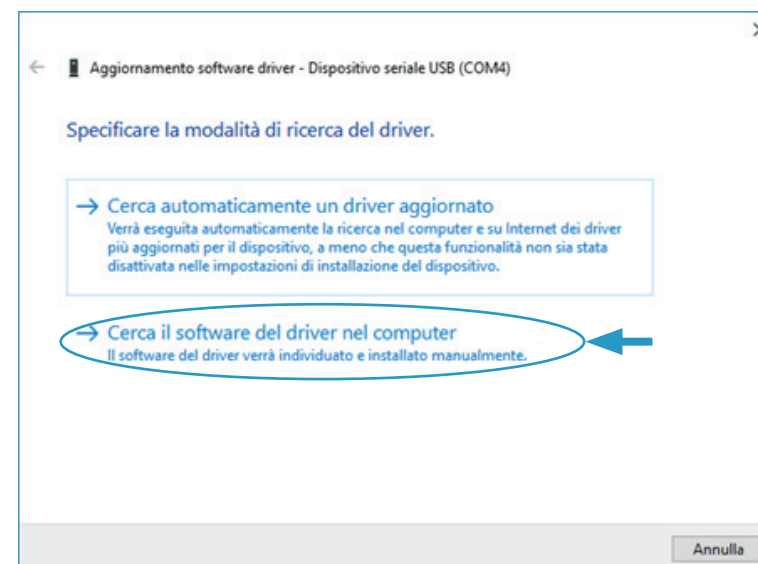 Aggiornamento software driver - Dispositivo seriale USB (COM4)
Specificare la modalità di ricerca del driver.
Cerca automaticamente un driver aggiornato
Verrà eseguita automaticamente la ricerca nel computer e su Internet dei driver
più aggiornati per il dispositivo, a meno che questa funzionalità non sia stata
disattivata nelle impostazioni di installazione del dispositivo.
Cerca il software del driver nel computer
Il software del driver verrà individuato e installato manualmente.
Annulla